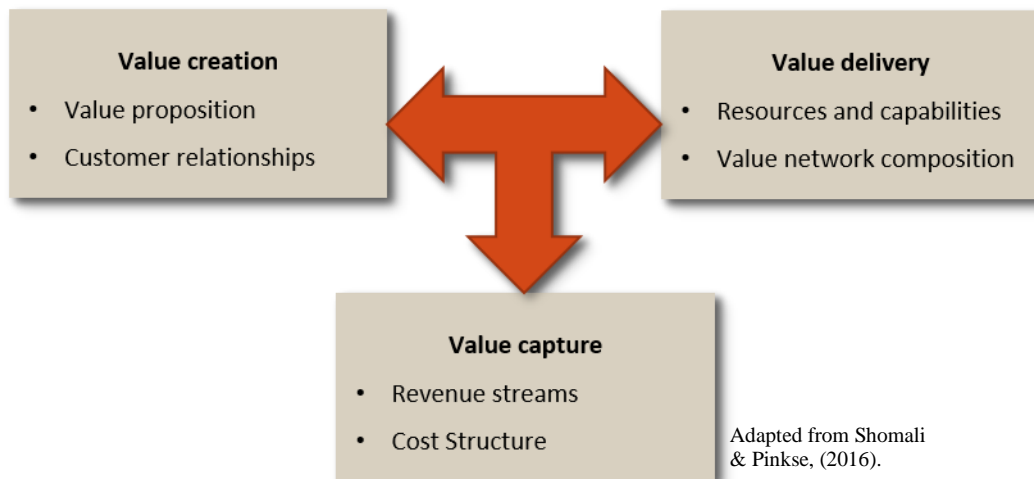 Value creation
• Value proposition
• Customer relationships
Value delivery
• Resources and capabilities
• Value network composition
Value capture
• Revenue streams
• Cost Structure
Adapted from Shomali
& Pinkse, (2016).